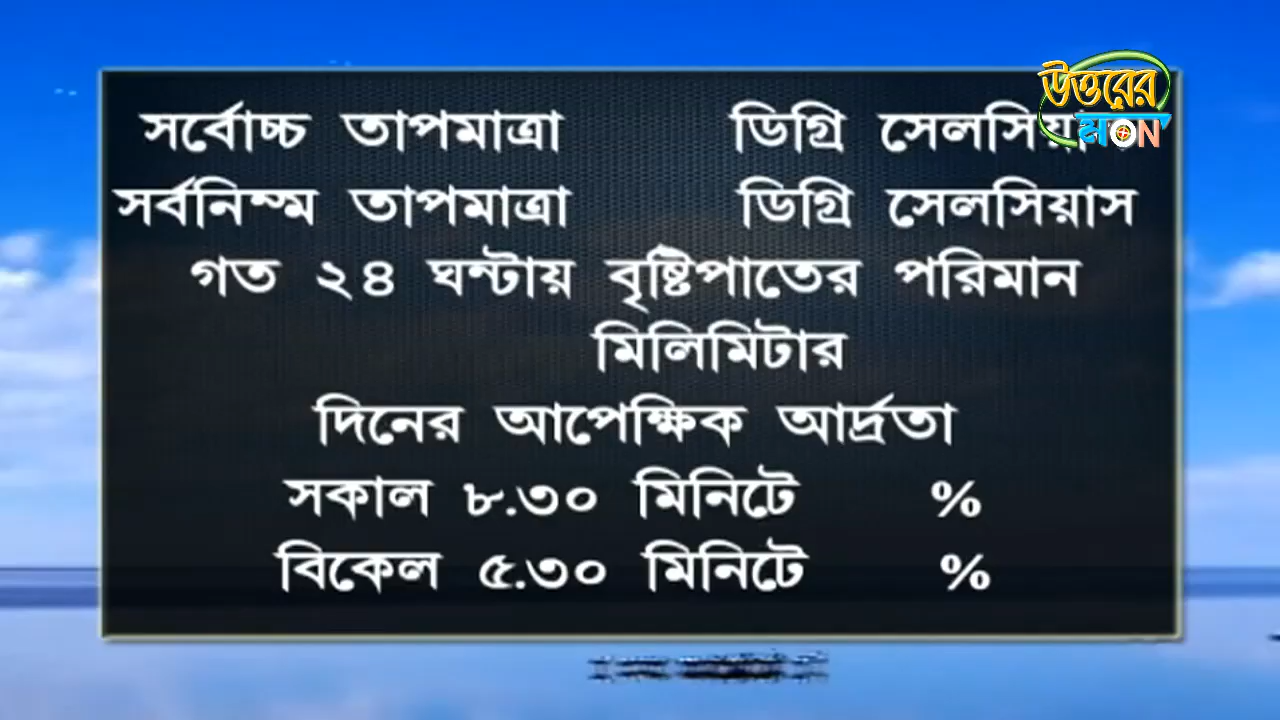 উত্তরের
মON
সর্বোচ্চ তাপমাত্রা ডিগ্রি সেলসিয়াস
সর্বনিম্ম তাপমাত্রা ডিগ্রি সেলসিয়াস
গত ২৪ ঘন্টায় বৃষ্টিপাতের পরিমান
মিলিমিটার
দিনের আপেক্ষিক আর্দ্রতা
সকাল ৮.৩০ মিনিটে %
বিকেল ৫.৩০ মিনিটে %